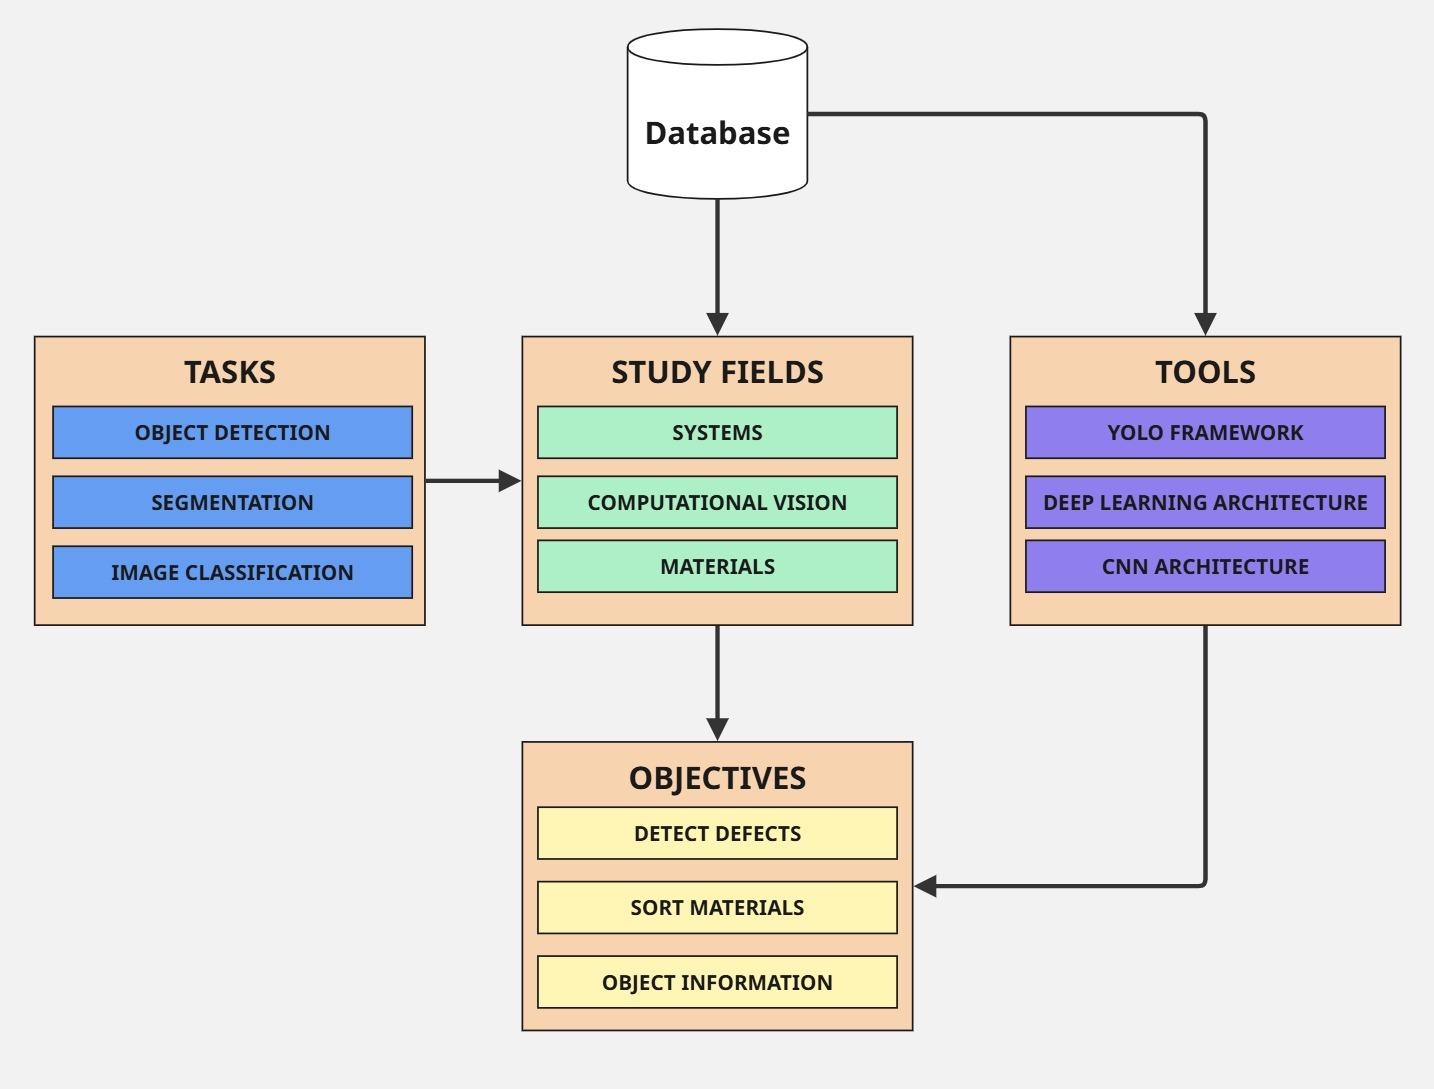 Database
TASKS
OBJECT DETECTION
SEGMENTATION
IMAGE CLASSIFICATION
STUDY FIELDS
SYSTEMS
COMPUTATIONAL VISION
MATERIALS
TOOLS
YOLO FRAMEWORK
DEEP LEARNING ARCHITECTURE
CNN ARCHITECTURE
OBJECTIVES
DETECT DEFECTS
SORT MATERIALS
OBJECT INFORMATION